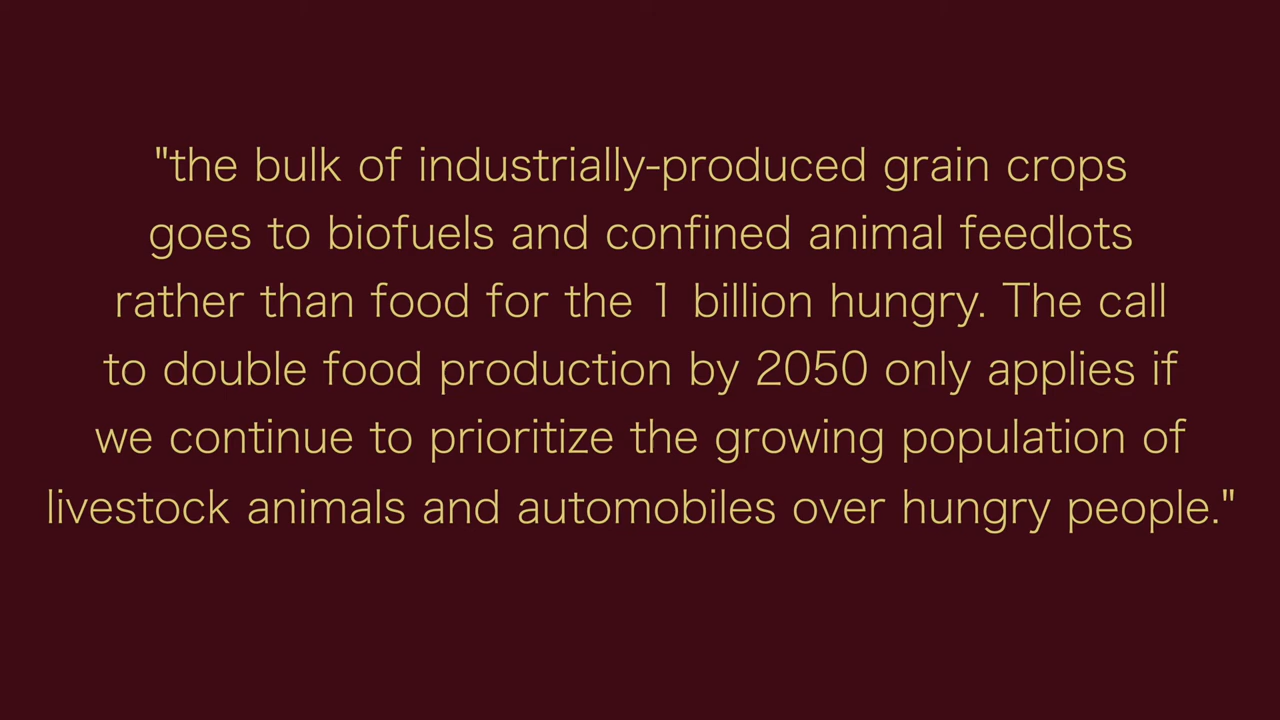 "the bulk of industrially-produced grain crops
goes to biofuels and confined animal feedlots
rather than food for the 1 billion hungry. The call
to double food production by 2050 only applies if
we continue to prioritize the growing population of
livestock animals and automobiles over hungry people."